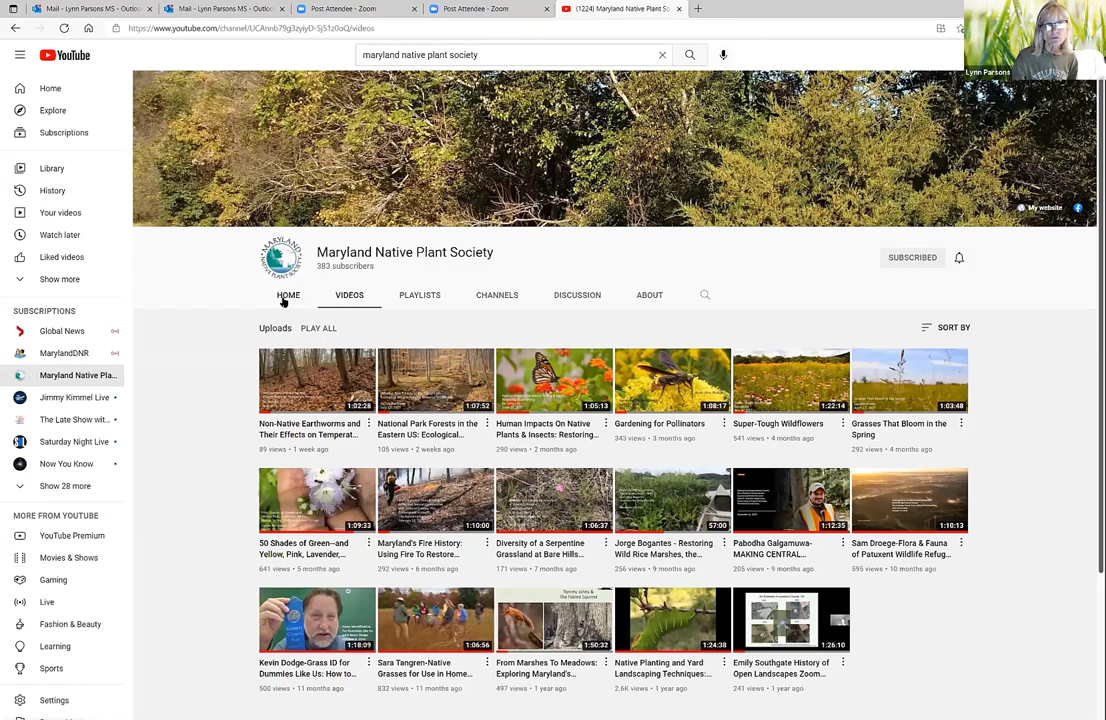 Mail - Lynn Parsons MS - Outloo
Mail - Lynn Parsons MS - Outloo
Post Attendee - Zoom
Post Attendee - Zoom
(1224) Maryland Native Plant So
https://www.youtube.com/channel/UCAnnb79g3zyiyD-Sj51z0oQ/videos
YouTube
maryland native plant society
Lynn Parsons
Home
Explore
Subscriptions
Library
History
Your videos
Watch later
Liked videos
Show more
SUBSCRIPTIONS
Global News
MarylandDNR
Maryland Native Pla...
Jimmy Kimmel Live
The Late Show with...
Saturday Night Live
Now You Know
Show 28 more
MORE FROM YOUTUBE
YouTube Premium
Movies & Shows
Gaming
Live
Fashion & Beauty
Learning
Sports
Settings
My website
MARYLAND
NATIVE PLANT SOCIETY
Maryland Native Plant Society
383 subscribers
SUBSCRIBED
HOME VIDEOS PLAYLISTS CHANNELS DISCUSSION ABOUT
Uploads PLAY ALL SORT BY
1:02:28
Non-Native Earthworms and
Their Effects on Temperat...
89 views • 1 week ago
1:07:52
National Park Forests in the
Eastern US: Ecological...
105 views • 2 weeks ago
1:05:13
Human Impacts On Native
Plants & Insects: Restoring...
290 views • 2 months ago
1:08:17
Gardening for Pollinators
343 views • 3 months ago
1:22:14
Super-Tough Wildflowers
541 views • 4 months ago
1:03:48
Grasses That Bloom in the
Spring
292 views • 4 months ago
1:09:33
50 Shades of Green--and
Yellow, Pink, Lavender,...
641 views • 5 months ago
1:10:00
Maryland's Fire History:
Using Fire To Restore...
292 views • 6 months ago
1:06:37
Diversity of a Serpentine
Grassland at Bare Hills...
171 views • 7 months ago
57:00
Jorge Bogantes - Restoring
Wild Rice Marshes, the...
256 views • 9 months ago
1:12:35
Pabodha Galgamuwa-
MAKING CENTRAL...
205 views • 9 months ago
1:10:13
Sam Droege-Flora & Fauna
of Patuxent Wildlife Refug...
595 views • 10 months ago
1:18:09
Kevin Dodge-Grass ID for
Dummies Like Us: How to...
500 views • 11 months ago
1:06:56
Sara Tangren-Native
Grasses for Use in Home...
832 views • 11 months ago
Tommy Johns &
The Foiled Squirrel
1:50:32
From Marshes To Meadows:
Exploring Maryland's...
497 views • 1 year ago
1:24:38
Native Planting and Yard
Landscaping Techniques:...
2.6K views • 1 year ago
1:26:10
Emily Southgate History of
Open Landscapes Zoom...
241 views • 1 year ago